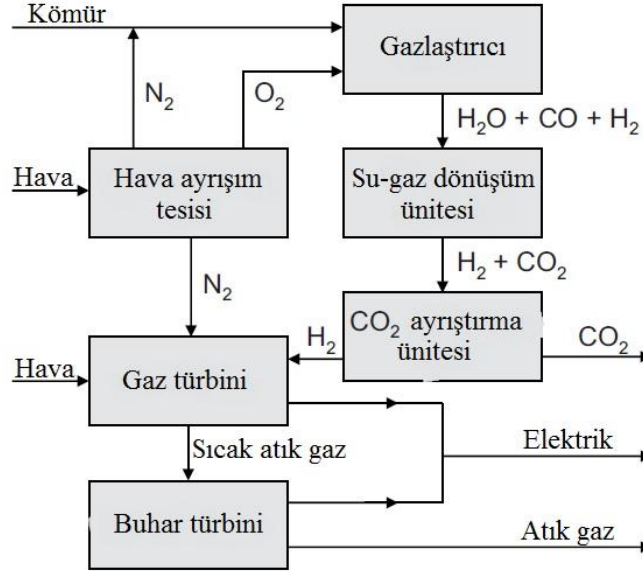 Kömür
Gazlaştırıcı
N₂
O₂
H₂O + CO + H₂
Hava
Hava ayrışım
tesisi
Su-gaz dönüşüm
ünitesi
N₂
H₂ + CO₂
H₂
CO₂ ayrıştırma
ünitesi
CO₂
Hava
Gaz türbini
Sıcak atık gaz
Elektrik
Buhar türbini
Atık gaz